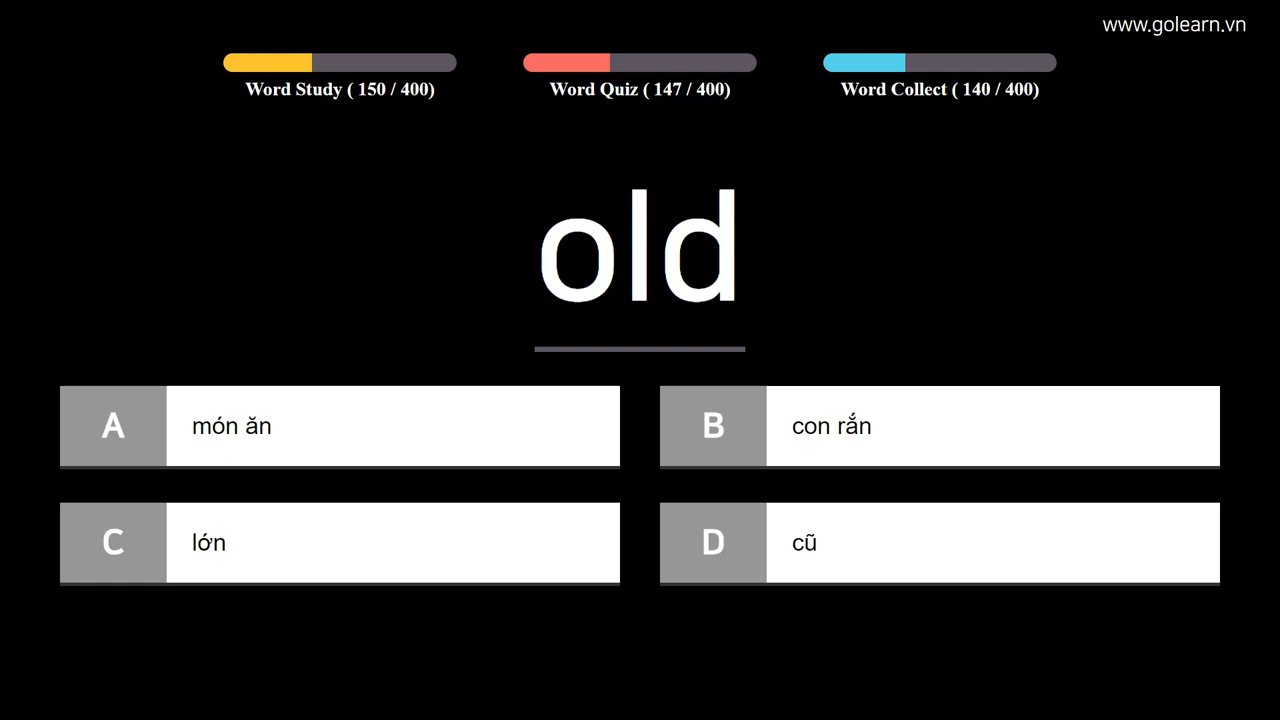 www.golearn.vn
Word Study ( 150 / 400)
Word Quiz ( 147 / 400)
Word Collect ( 140 / 400)
old
A món ăn
B con rắn
C lớn
D cũ